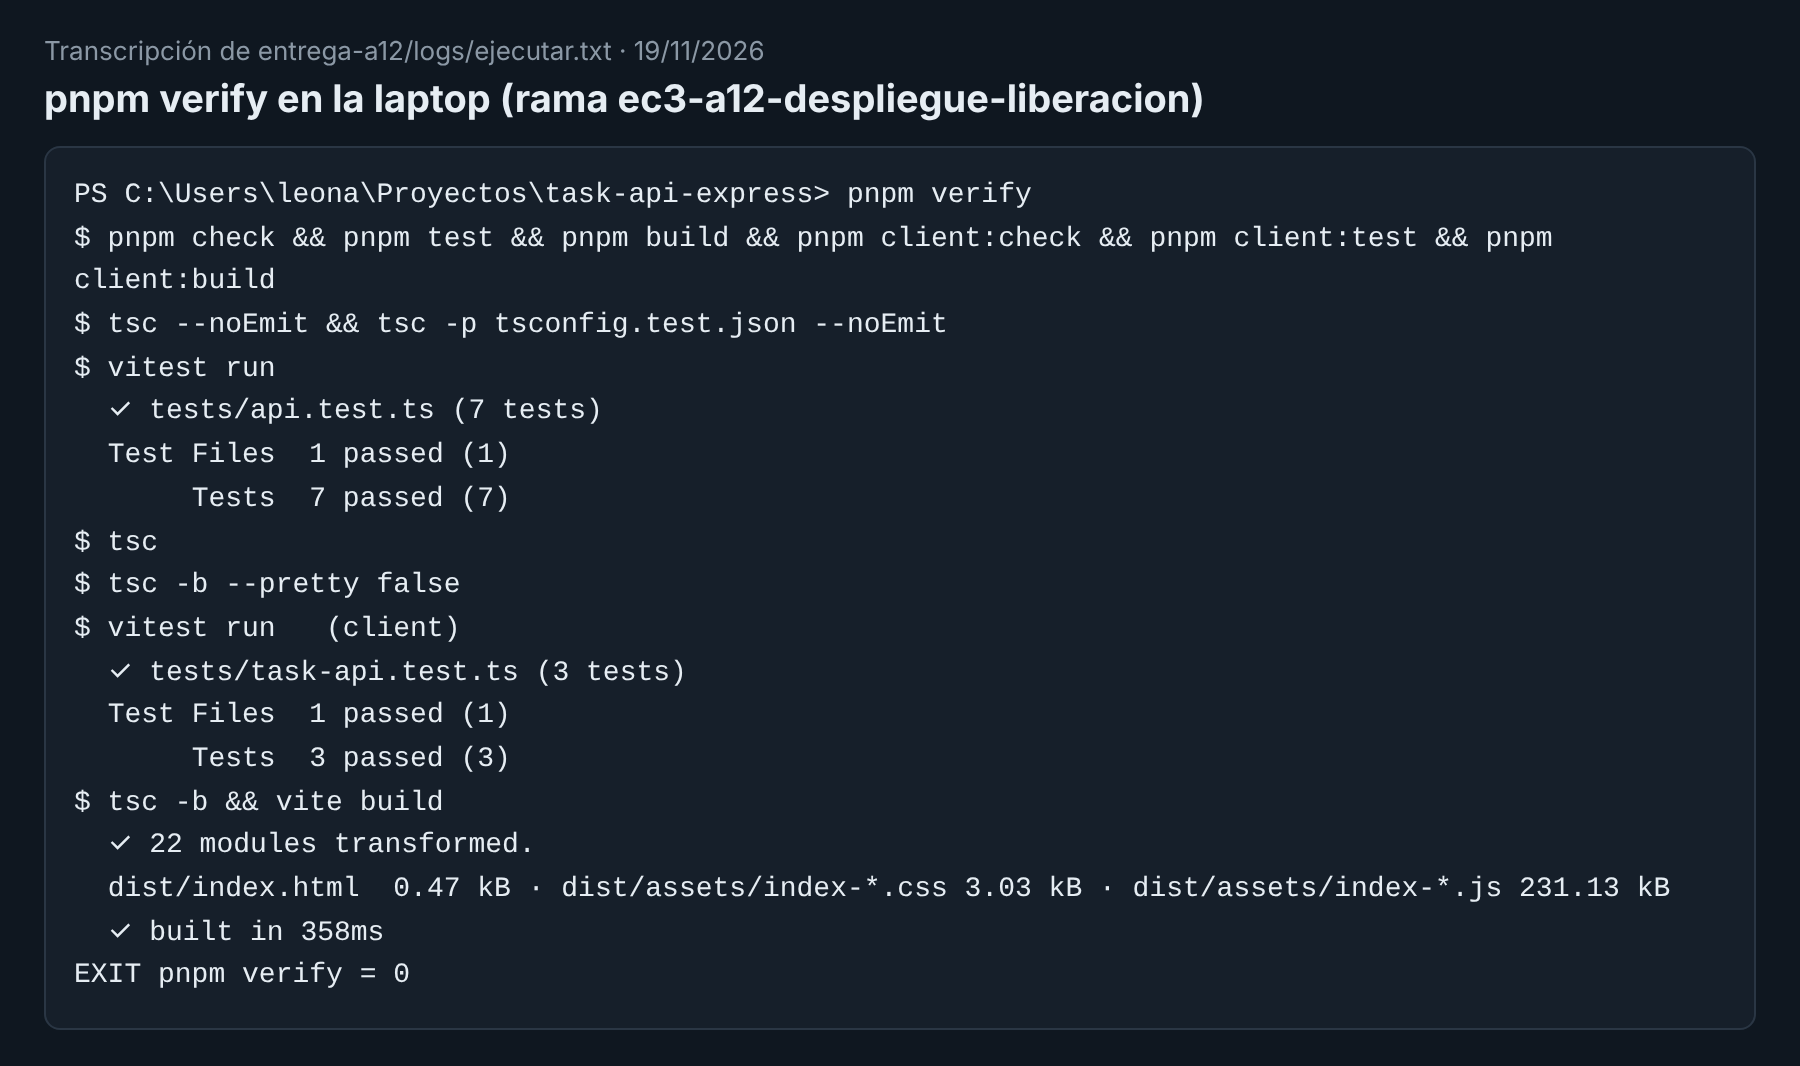 Transcripción de entrega-a12/logs/ejecutar.txt · 19/11/2026
pnpm verify en la laptop (rama ec3-a12-despliegue-liberacion)
PS C:\Users\leona\Proyectos\task-api-express> pnpm verify
$ pnpm check && pnpm test && pnpm build && pnpm client:check && pnpm client:test && pnpm
client:build
$ tsc --noEmit && tsc -p tsconfig.test.json --noEmit
$ vitest run
✓ tests/api.test.ts (7 tests)
Test Files  1 passed (1)
Tests  7 passed (7)
$ tsc
$ tsc -b --pretty false
$ vitest run   (client)
✓ tests/task-api.test.ts (3 tests)
Test Files  1 passed (1)
Tests  3 passed (3)
$ tsc -b && vite build
✓ 22 modules transformed.
dist/index.html  0.47 kB · dist/assets/index-*.css 3.03 kB · dist/assets/index-*.js 231.13 kB
✓ built in 358ms
EXIT pnpm verify = 0